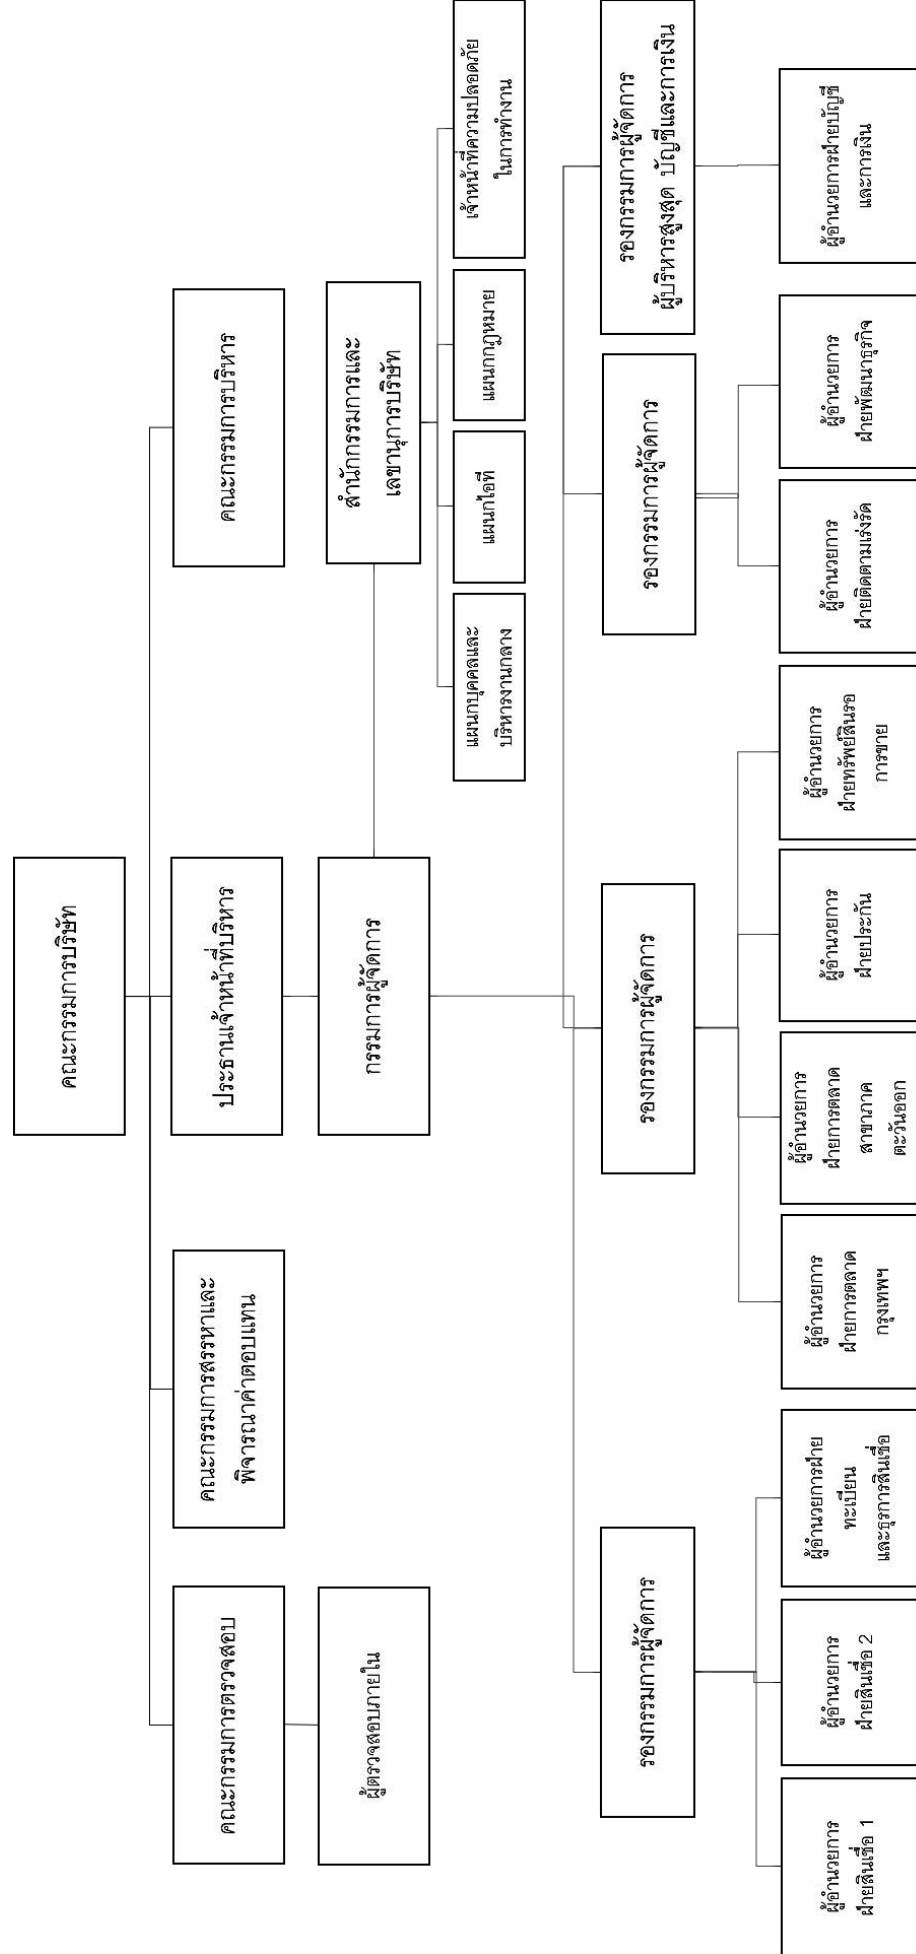 คณะกรรมการบริษัท
คณะกรรมการตรวจสอบ
คณะกรรมการสรรหาและ
พิจารณาค่าตอบแทน
ประธานเจ้าหน้าที่บริหาร
คณะกรรมการบริหาร
ผู้ตรวจสอบภายใน
กรรมการผู้จัดการ
สำนักกรรมการและ
เลขานุการบริษัท
แผนกบุคคลและ
บริหารงานกลาง
แผนกไอที
แผนกกฎหมาย
เจ้าหน้าที่ความปลอดภัย
ในการทำงาน
รองกรรมการผู้จัดการ
รองกรรมการผู้จัดการ
รองกรรมการผู้จัดการ
รองกรรมการผู้จัดการ
ผู้บริหารสูงสุด บัญชีและการเงิน
ผู้อำนวยการ
ฝ่ายสินเชื่อ 1
ผู้อำนวยการ
ฝ่ายสินเชื่อ 2
ผู้อำนวยการฝ่าย
ทะเบียน
และธุรการสินเชื่อ
ผู้อำนวยการ
ฝ่ายการตลาด
กรุงเทพฯ
ผู้อำนวยการ
ฝ่ายการตลาด
สาขาภาค
ตะวันออก
ผู้อำนวยการ
ฝ่ายประกัน
ผู้อำนวยการ
ฝ่ายทรัพย์สินรอ
การขาย
ผู้อำนวยการ
ฝ่ายติดตามเร่งรัด
ผู้อำนวยการ
ฝ่ายพัฒนาธุรกิจ
ผู้อำนวยการฝ่ายบัญชี
และการเงิน